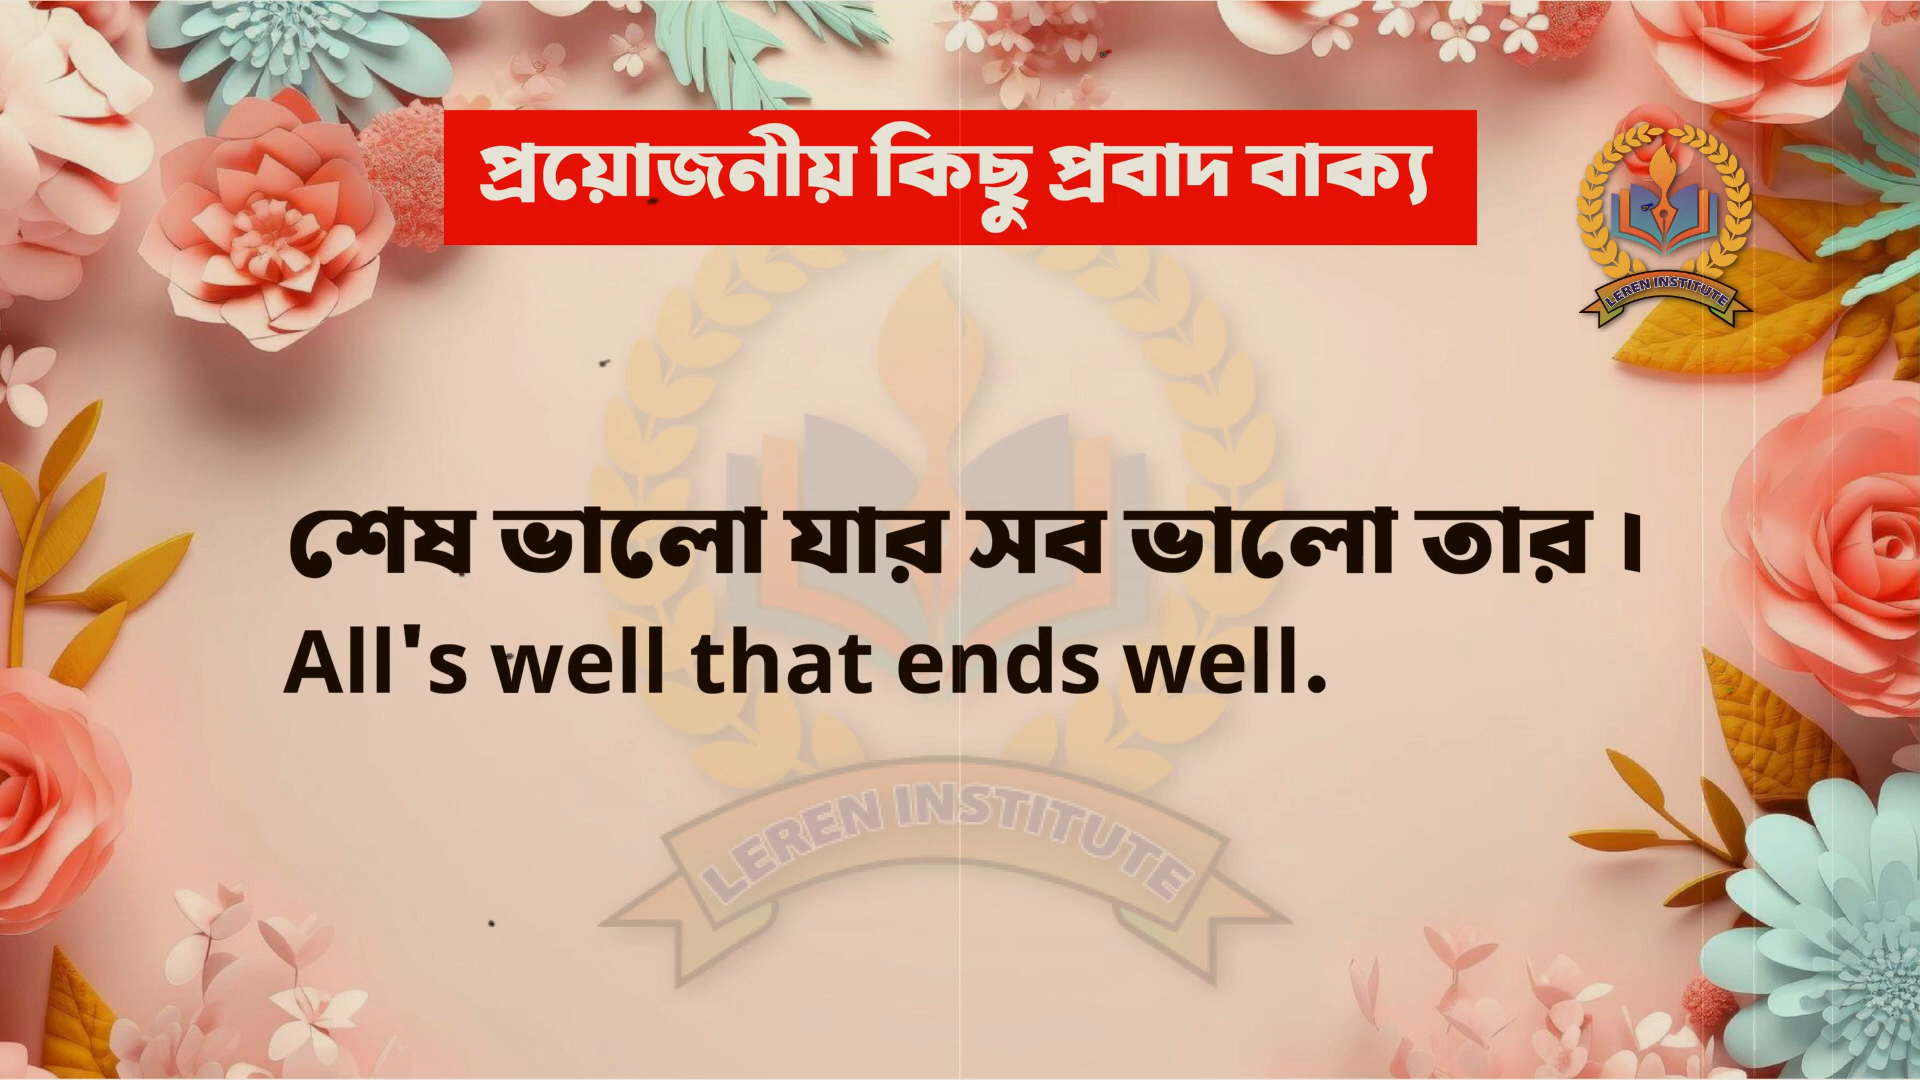 প্রয়োজনীয় কিছু প্রবাদ বাক্য
LEREN INSTITUTE
শেষ ভালো যার সব ভালো তার ।
All's well that ends well.
LEREN INSTITUTE